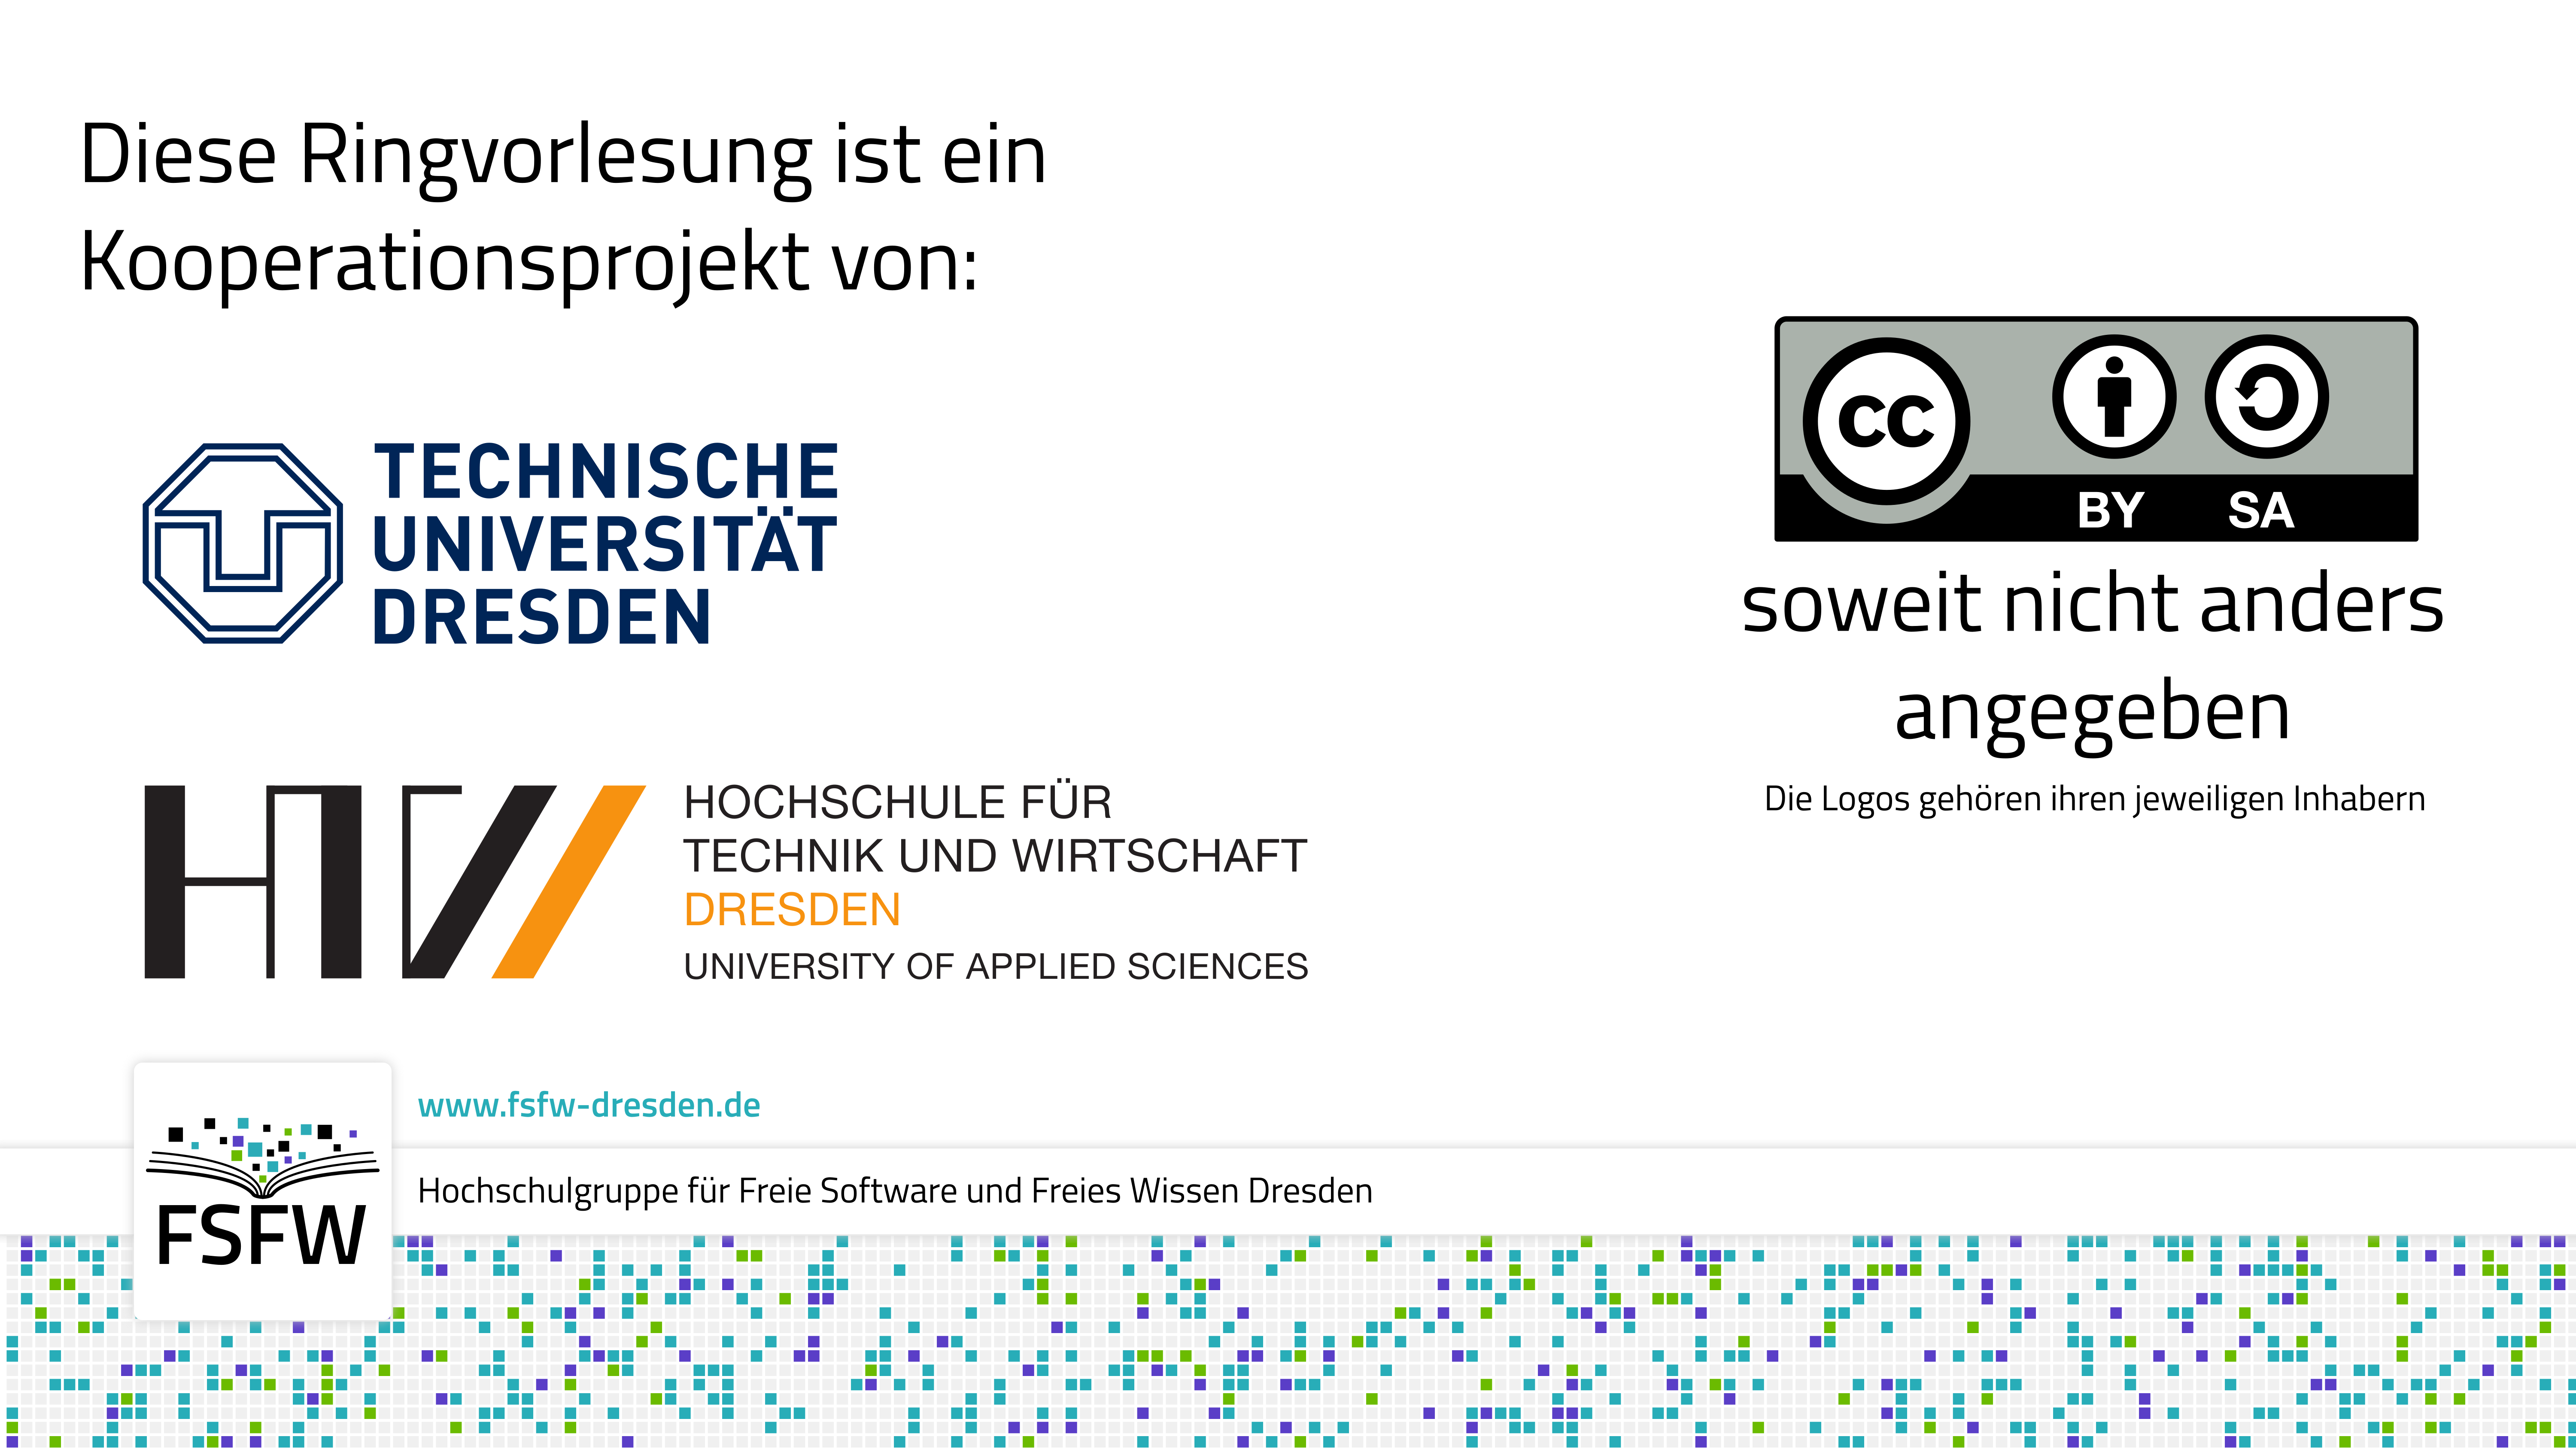 Diese Ringvorlesung ist ein
Kooperationsprojekt von:
TECHNISCHE
UNIVERSITÄT
DRESDEN
HTW
HOCHSCHULE FÜR
TECHNIK UND WIRTSCHAFT
DRESDEN
UNIVERSITY OF APPLIED SCIENCES
cc
BY SA
soweit nicht anders
angegeben
Die Logos gehören ihren jeweiligen Inhabern
www.fsfw-dresden.de
Hochschulgruppe für Freie Software und Freies Wissen Dresden
FSFW